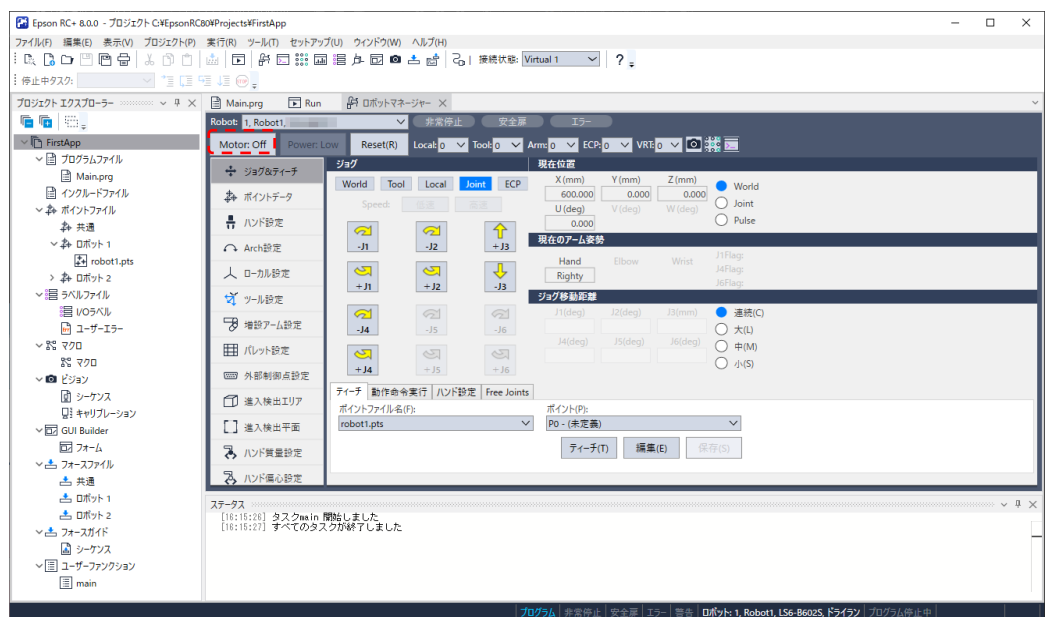 Epson RC+ 8.0.0 - プロジェクト C:¥EpsonRC80¥Projects¥FirstApp
ファイル(F) 編集(E) 表示(V) プロジェクト(P) 実行(R) ツール(T) セットアップ(U) ウィンドウ(W) ヘルプ(H)
接続状態: Virtual 1 ?
停止中タスク:
プロジェクト エクスプローラー
FirstApp
プログラムファイル
Main.prg
インクルードファイル
ポイントファイル
共通
ロボット 1
robot1.pts
ロボット 2
ラベルファイル
I/Oラベル
ユーザーエラー
マクロ
マクロ
ビジョン
シーケンス
キャリブレーション
GUI Builder
フォーム
フォースファイル
共通
ロボット 1
ロボット 2
フォースガイド
シーケンス
ユーザーファンクション
main
Main.prg Run ロボットマネージャー
Robot: 1, Robot1, 非常停止 安全扉 エラー
Motor: Off Power: Low Reset(R) Local: 0 Tool: 0 Arm: 0 ECP: 0 VRT: 0
ジョグ&ティーチ
ポイントデータ
ハンド設定
Arch設定
ローカル設定
ツール設定
増設アーム設定
パレット設定
外部制御点設定
進入検出エリア
進入検出平面
ハンド質量設定
ハンド偏心設定
ジョグ
World Tool Local Joint ECP
Speed: 低速 高速
-J1 -J2 +J3
+J1 +J2 -J3
-J4 -J5 -J6
+J4 +J5 +J6
現在位置
X (mm) Y (mm) Z (mm)
600.000 0.000 0.000
U (deg) V (deg) W (deg)
0.000
World
Joint
Pulse
現在のアーム姿勢
Hand Elbow Wrist
Righty
J1Flag:
J4Flag:
J6Flag:
ジョグ移動距離
J1(deg) J2(deg) J3(mm)
J4(deg) J5(deg) J6(deg)
連続(C)
大(L)
中(M)
小(S)
ティーチ 動作命令実行 ハンド設定 Free Joints
ポイントファイル名(F): ポイント(P):
robot1.pts P0 - (未定義)
ティーチ(T) 編集(E) 保存(S)
ステータス
[16:15:26] タスクmain 開始しました
[16:15:27] すべてのタスクが終了しました
プログラム 非常停止 安全扉 エラー 警告 ロボット: 1, Robot1, LS6-B602S, ドライラン プログラム停止中